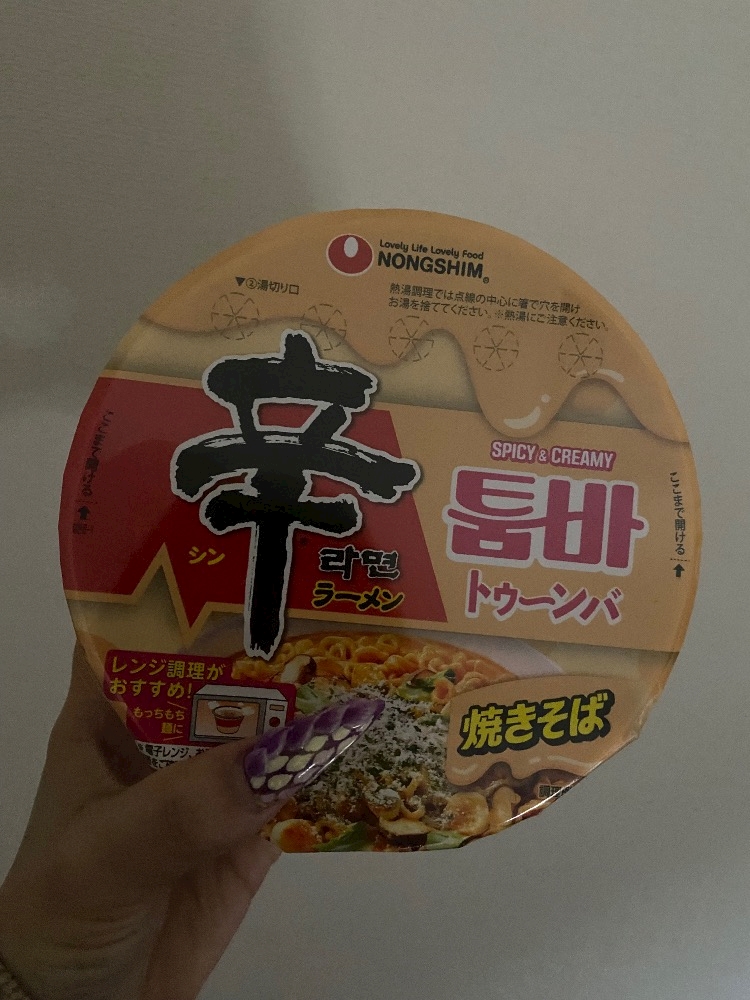 Lovely Life Lovely Food
NONGSHIM®
▼②湯切り口
熱湯調理では点線の中心に箸で穴を開け
お湯を捨ててください。※熱湯にご注意ください。
ここまで開ける
辛
シン
라면
ラーメン
SPICY & CREAMY
툼바
トゥーンバ
ここまで開ける
レンジ調理が
おすすめ!
もっちもち
麺に
焼きそば
電子レンジ、